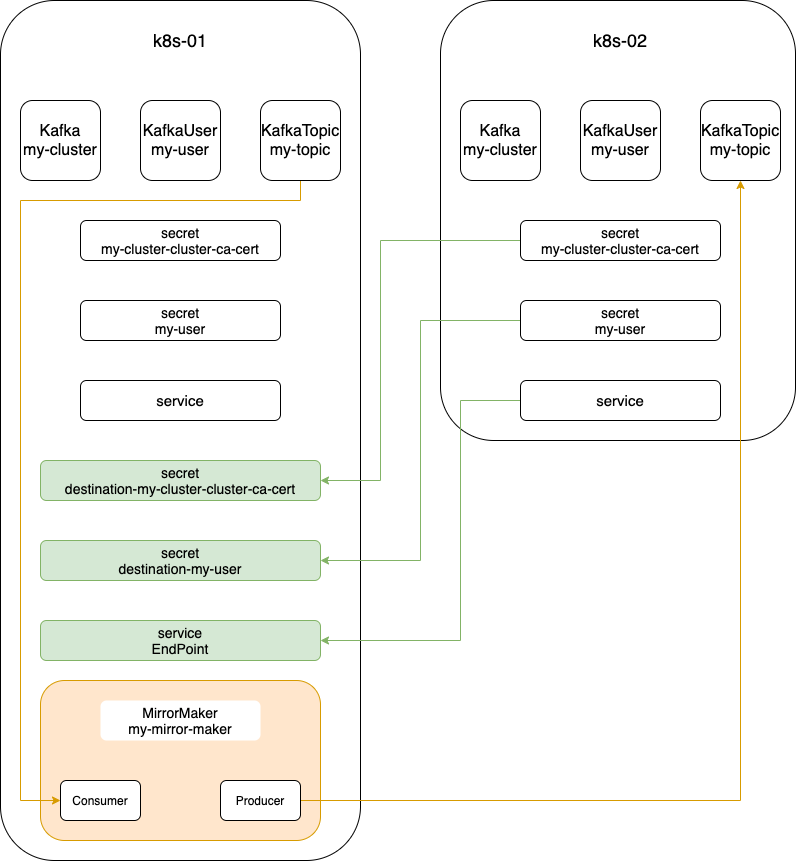 k8s-01
Kafka
my-cluster
KafkaUser
my-user
KafkaTopic
my-topic
secret
my-cluster-cluster-ca-cert
secret
my-user
service
secret
destination-my-cluster-cluster-ca-cert
secret
destination-my-user
service
EndPoint
MirrorMaker
my-mirror-maker
Consumer
Producer
k8s-02
Kafka
my-cluster
KafkaUser
my-user
KafkaTopic
my-topic
secret
my-cluster-cluster-ca-cert
secret
my-user
service